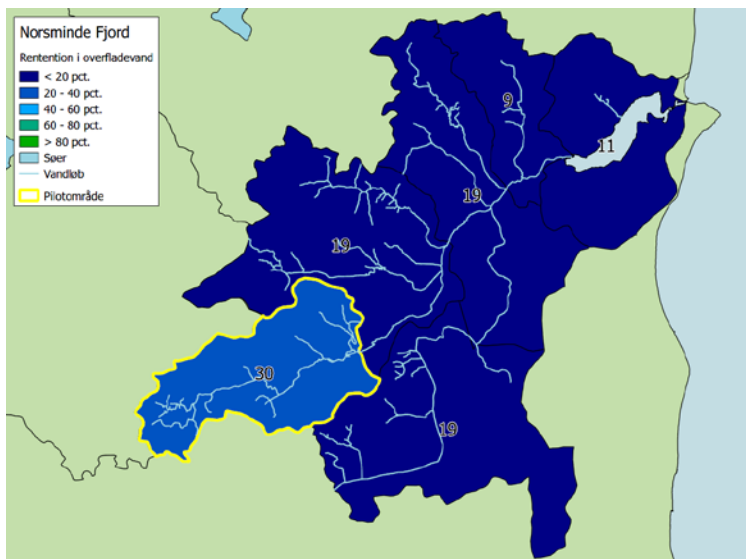 Norsminde Fjord
Rentention i overfladevand
< 20 pct.
20 - 40 pct.
40 - 60 pct.
60 - 80 pct.
> 80 pct.
Søer
Vandløb
Pilotområde
9
11
19
19
30
19